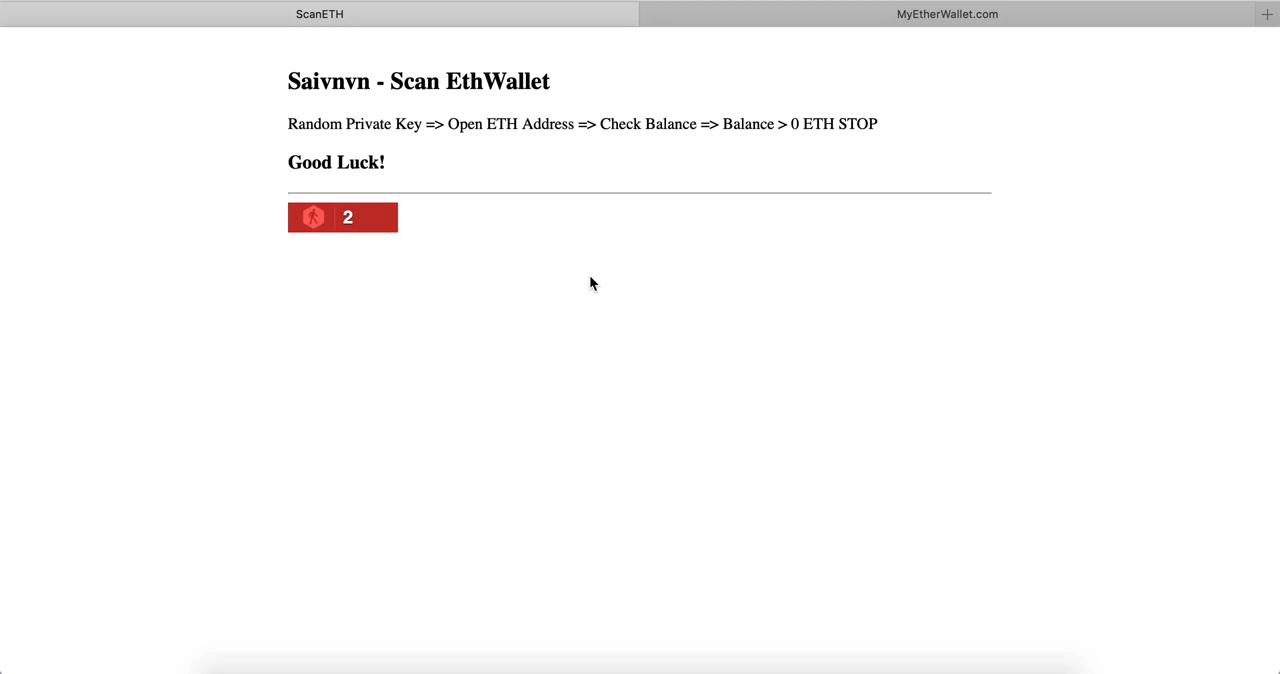 ScanETH
MyEtherWallet.com
Saivnvn - Scan EthWallet
Random Private Key => Open ETH Address => Check Balance => Balance > 0 ETH STOP
Good Luck!
2